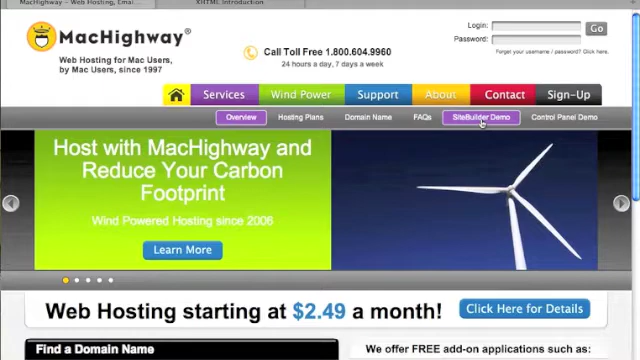 MacHighway – Web Hosting, Emai...
XHTML Introduction
MacHighway®
Web Hosting for Mac Users,
by Mac Users, since 1997
Call Toll Free 1.800.604.9960
24 hours a day, 7 days a week
Login:
Password:
Go
Forget your username / password? Click here.
Services
Wind Power
Support
About
Contact
Sign-Up
Overview
Hosting Plans
Domain Name
FAQs
SiteBuilder Demo
Control Panel Demo
Host with MacHighway and
Reduce Your Carbon
Footprint
Wind Powered Hosting since 2006
Learn More
Web Hosting starting at $2.49 a month!
Click Here for Details
Find a Domain Name
We offer FREE add-on applications such as: